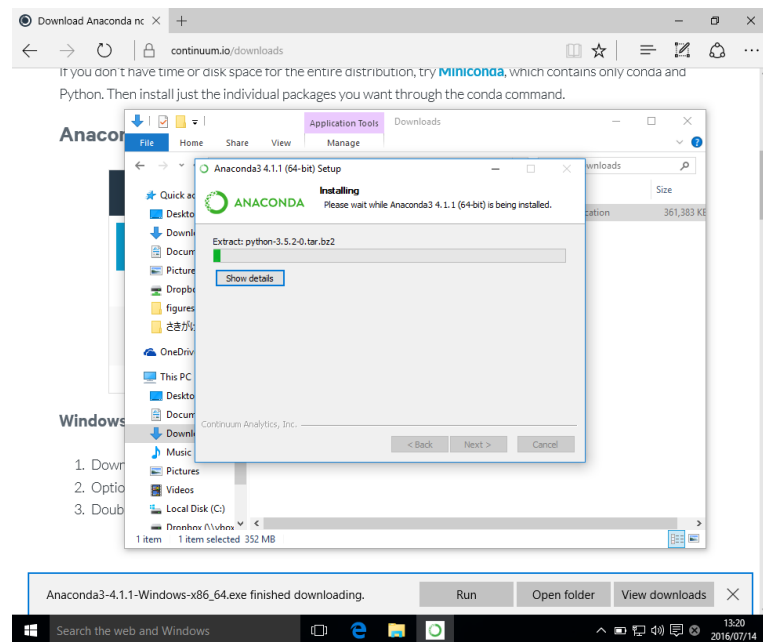 Download Anaconda nc
continuum.io/downloads
If you don't have time or disk space for the entire distribution, try Miniconda, which contains only conda and
Python. Then install just the individual packages you want through the conda command.
Anacon
Application Tools
Downloads
File
Home
Share
View
Manage
wnloads
Size
cation
361,383 KB
Quick ac
Deskto
Downl
Docum
Picture
Dropbo
figures
さきがけ
OneDriv
This PC
Deskto
Docum
Downl
Music
Pictures
Videos
Local Disk (C:)
Dropbox (\\vbox
1 item
1 item selected 352 MB
Anaconda3 4.1.1 (64-bit) Setup
ANACONDA
Installing
Please wait while Anaconda3 4.1.1 (64-bit) is being installed.
Extract: python-3.5.2-0.tar.bz2
Show details
Continuum Analytics, Inc.
< Back
Next >
Cancel
Windows
1. Down
2. Optio
3. Doub
Anaconda3-4.1.1-Windows-x86_64.exe finished downloading.
Run
Open folder
View downloads
Search the web and Windows
13:20
2016/07/14